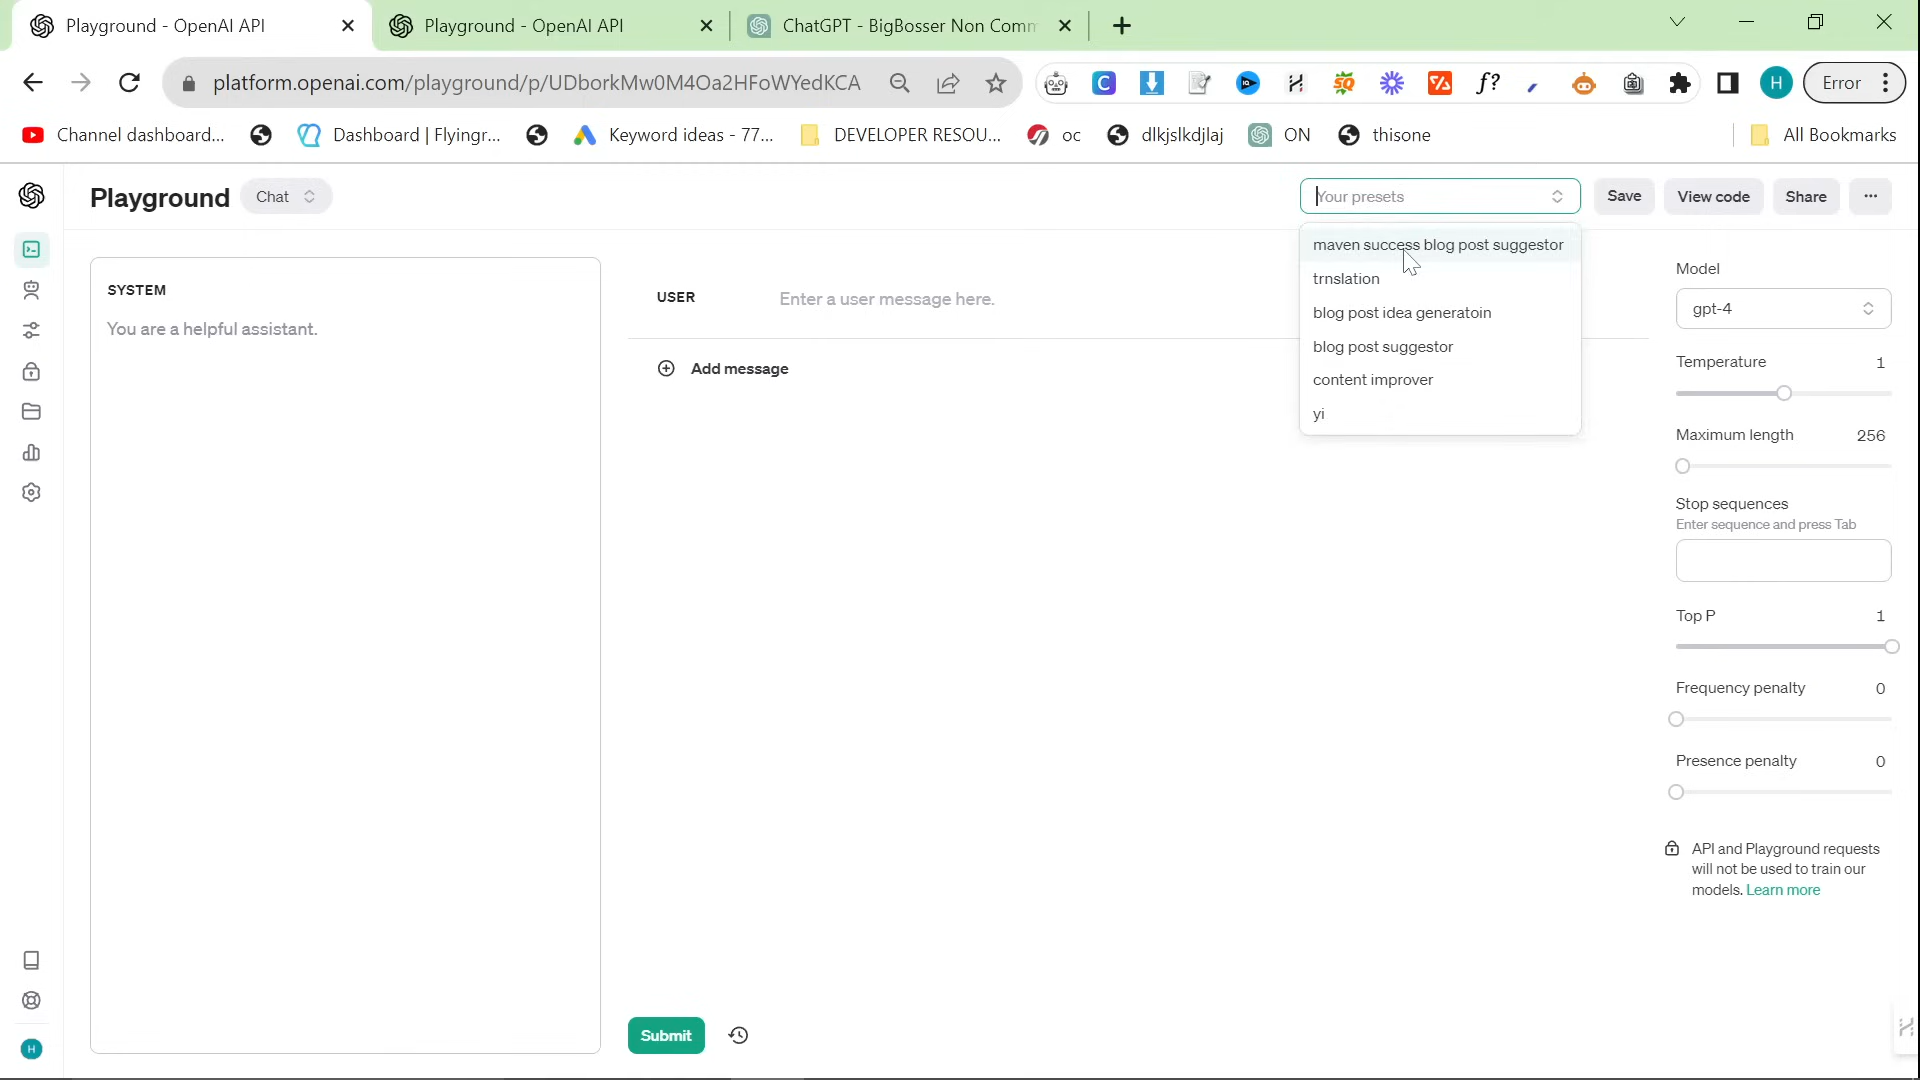 Playground - OpenAI API
Playground - OpenAI API
ChatGPT - BigBosser Non Comm
platform.openai.com/playground/p/UDborkMw0M4Oa2HFoWYedKCA
C
IQ
SQ
f?
H
Error
Channel dashboard...
Dashboard | Flyingr...
Keyword ideas - 77...
DEVELOPER RESOU...
oc
dlkjslkdjlaj
ON
thisone
All Bookmarks
Playground
Chat
Your presets
Save
View code
Share
...
maven success blog post suggestor
trnslation
blog post idea generatoin
blog post suggestor
content improver
yi
SYSTEM
You are a helpful assistant.
USER
Enter a user message here.
Add message
Model
gpt-4
Temperature 1
Maximum length 256
Stop sequences
Enter sequence and press Tab
Top P 1
Frequency penalty 0
Presence penalty 0
API and Playground requests
will not be used to train our
models. Learn more
Submit
H